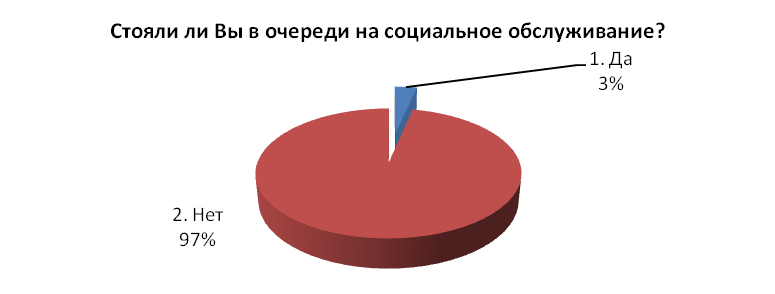 Стояли ли Вы в очереди на социальное обслуживание?
1. Да
3%
2. Нет
97%